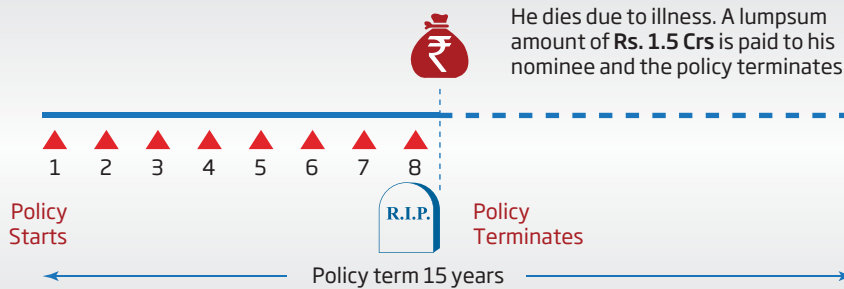 He dies due to illness. A lumpsum
amount of Rs. 1.5 Crs is paid to his
nominee and the policy terminates
₹
1 2 3 4 5 6 7 8
R.I.P.
Policy
Starts
Policy
Terminates
Policy term 15 years